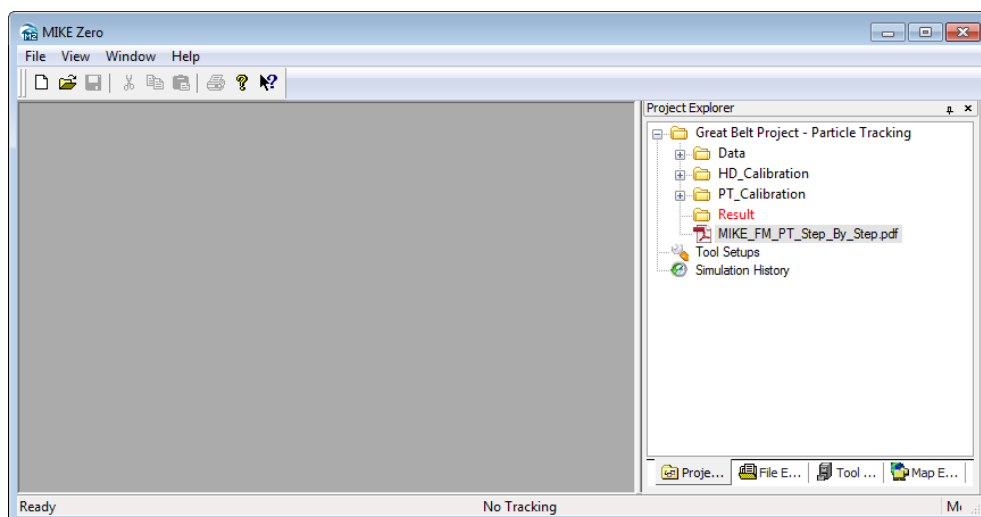 MIKE Zero
File View Window Help
Project Explorer
Great Belt Project - Particle Tracking
Data
HD_Calibration
PT_Calibration
Result
MIKE_FM_PT_Step_By_Step.pdf
Tool Setups
Simulation History
Proje... File E... Tool ... Map E...
Ready No Tracking